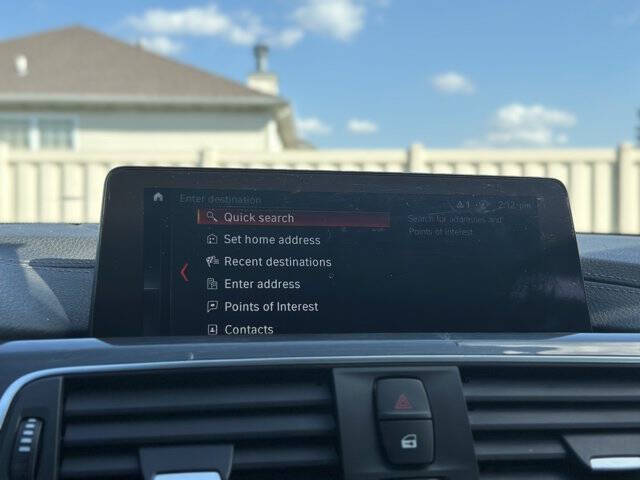 Enter destination
1 2:12 pm
Quick search
Search for addresses and
Points of Interest
Set home address
Recent destinations
Enter address
Points of Interest
Contacts